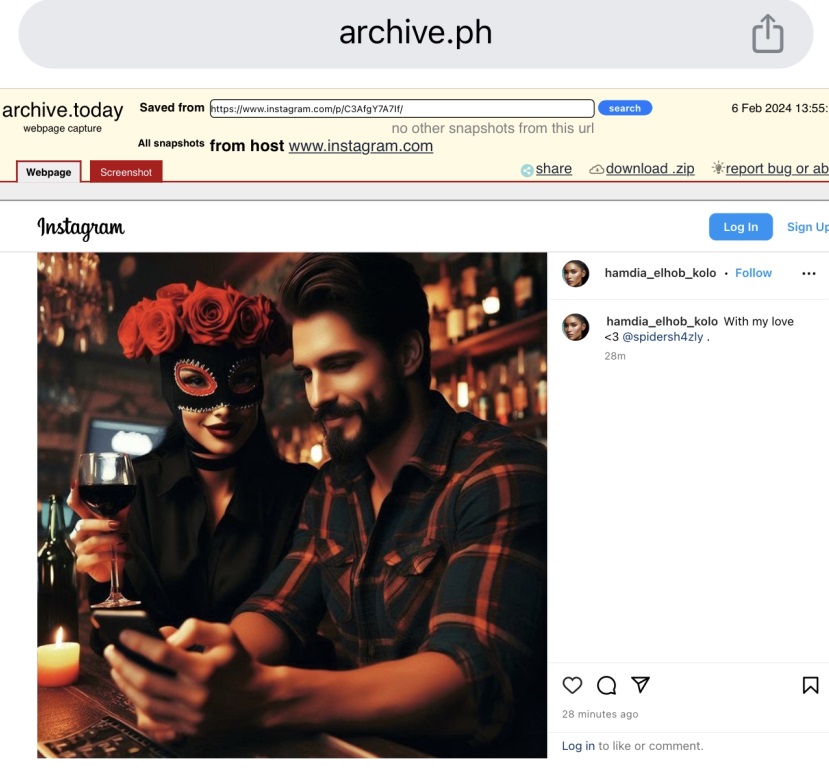 archive.ph
archive.today
webpage capture
Saved from https://www.instagram.com/p/C3AfgY7A7If/ search 6 Feb 2024 13:55:
no other snapshots from this url
All snapshots from host www.instagram.com
Webpage Screenshot share download .zip report bug or ab
Instagram Log In Sign Up
hamdia_elhob_kolo • Follow
hamdia_elhob_kolo With my love
<3 @spidersh4zly .
28m
28 minutes ago
Log in to like or comment.